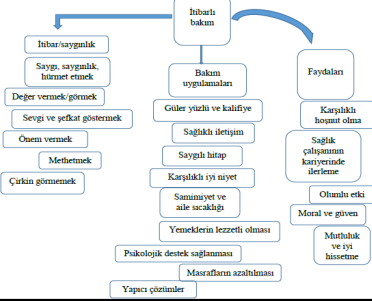 İtibarlı
bakım
İtibar/saygınlık
Saygı, saygınlık,
hürmet etmek
Değer vermek/görmek
Sevgi ve şefkat göstermek
Önem vermek
Methetmek
Çirkin görmemek
Bakım
uygulamaları
Güler yüzlü ve kalifiye
Sağlıklı iletişim
Saygılı hitap
Karşılıklı iyi niyet
Samimiyet ve
aile sıcaklığı
Yemeklerin lezzetli olması
Psikolojik destek sağlanması
Masrafların azaltılması
Yapıcı çözümler
Faydaları
Karşılıklı
hoşnut olma
Sağlık
çalışanının
kariyerinde
ilerleme
Olumlu etki
Moral ve güven
Mutluluk
ve iyi
hissetme